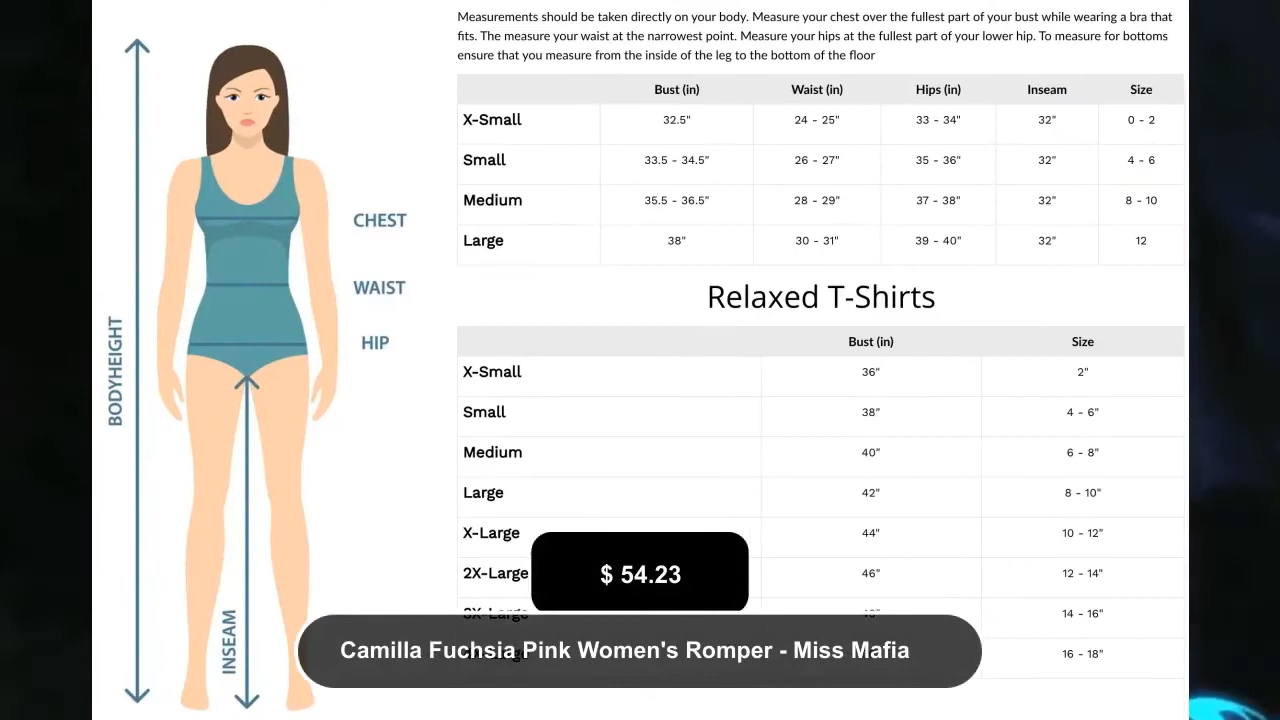 Measurements should be taken directly on your body. Measure your chest over the fullest part of your bust while wearing a bra that
fits. The measure your waist at the narrowest point. Measure your hips at the fullest part of your lower hip. To measure for bottoms
ensure that you measure from the inside of the leg to the bottom of the floor
Bust (in) Waist (in) Hips (in) Inseam Size
X-Small 32.5" 24 - 25" 33 - 34" 32" 0 - 2
Small 33.5 - 34.5" 26 - 27" 35 - 36" 32" 4 - 6
Medium 35.5 - 36.5" 28 - 29" 37 - 38" 32" 8 - 10
Large 38" 30 - 31" 39 - 40" 32" 12
CHEST
WAIST
HIP
BODYHEIGHT
INSEAM
Relaxed T-Shirts
Bust (in) Size
X-Small 36" 2"
Small 38" 4 - 6"
Medium 40" 6 - 8"
Large 42" 8 - 10"
X-Large 44" 10 - 12"
2X-Large 46" 12 - 14"
3X-Large 14 - 16"
16 - 18"
$ 54.23
Camilla Fuchsia Pink Women's Romper - Miss Mafia